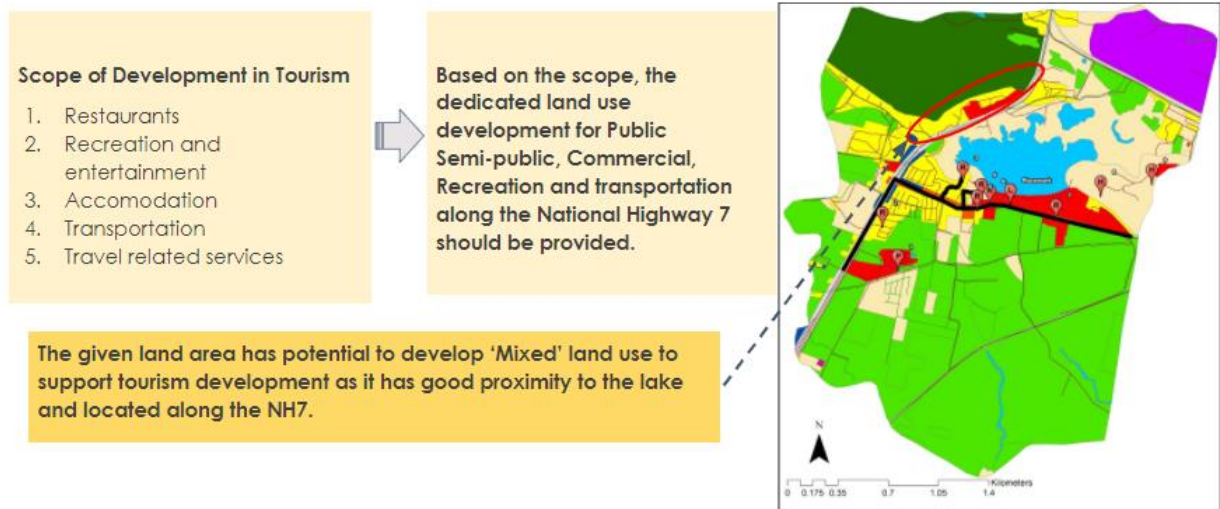 Scope of Development in Tourism
1. Restaurants
2. Recreation and
entertainment
3. Accomodation
4. Transportation
5. Travel related services
Based on the scope, the
dedicated land use
development for Public
Semi-public, Commercial,
Recreation and transportation
along the National Highway 7
should be provided.
The given land area has potential to develop ‘Mixed’ land use to
support tourism development as it has good proximity to the lake
and located along the NH7.
N
Kilometers
0 0.175 0.35 0.7 1.05 1.4